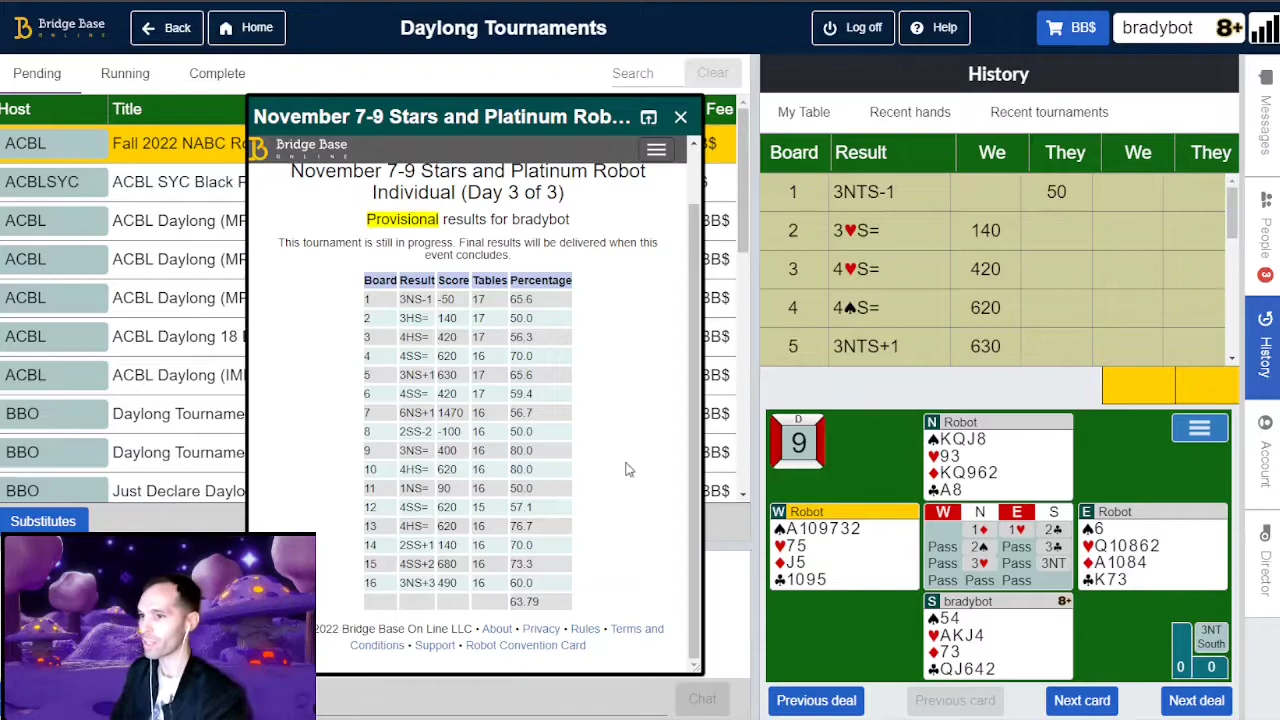 Bridge Base
ONLINE
Back
Home
Daylong Tournaments
Log off
Help
BB$
bradybot
8+
Pending
Running
Complete
Search
Clear
Host
Title
Fee
ACBL
Fall 2022 NABC Ro
ACBLSYC
ACBL SYC Black P
ACBL
ACBL Daylong (MP
ACBL
ACBL Daylong (MP
ACBL
ACBL Daylong (MP
ACBL
ACBL Daylong 18
ACBL
ACBL Daylong (IM
BBO
Daylong Tourname
BBO
Daylong Tourname
BBO
Just Declare Daylo
Substitutes
November 7-9 Stars and Platinum Rob...
Bridge Base
ONLINE
November 7-9 Stars and Platinum Robot
Individual (Day 3 of 3)
Provisional results for bradybot
This tournament is still in progress. Final results will be delivered when this
event concludes.
Board Result Score Tables Percentage
1 3NS-1 -50 17 65.6
2 3HS= 140 17 50.0
3 4HS= 420 17 56.3
4 4SS= 620 16 70.0
5 3NS+1 630 17 65.6
6 4SS= 420 17 59.4
7 6NS+1 1470 16 56.7
8 2SS-2 -100 16 50.0
9 3NS= 400 16 80.0
10 4HS= 620 16 80.0
11 1NS= 90 16 50.0
12 4SS= 620 15 57.1
13 4HS= 620 16 76.7
14 2SS+1 140 16 70.0
15 4SS+2 680 16 73.3
16 3NS+3 490 16 60.0
63.79
2022 Bridge Base On Line LLC • About • Privacy • Rules • Terms and
Conditions • Support • Robot Convention Card
Chat
History
My Table
Recent hands
Recent tournaments
Board Result We They We They
1 3NTS-1 50
2 3♥S= 140
3 4♥S= 420
4 4♠S= 620
5 3NTS+1 630
D
9
N Robot
♠KQJ8
♥93
♦KQ962
♣A8
W Robot
♠A109732
♥75
♦J5
♣1095
W N E S
1♦ 1♥ 2♣
Pass 2♠ Pass 3♣
Pass 3♥ Pass 3NT
Pass Pass Pass
E Robot
♠6
♥Q10862
♦A1084
♣K73
S bradybot 8+
♠54
♥AKJ4
♦73
♣QJ642
3NT
South
0 0
Previous deal
Previous card
Next card
Next deal
Messages
People
3
History
Account
Director